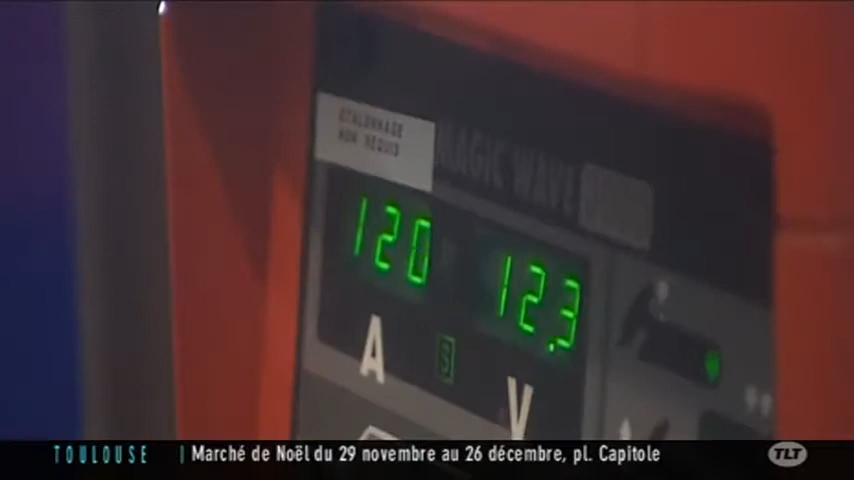 ETALONNAGE
NON REQUIS
MAGIC WAVE
120
12.3
A
S
V
TOULOUSE
Marché de Noël du 29 novembre au 26 décembre, pl. Capitole
TLT